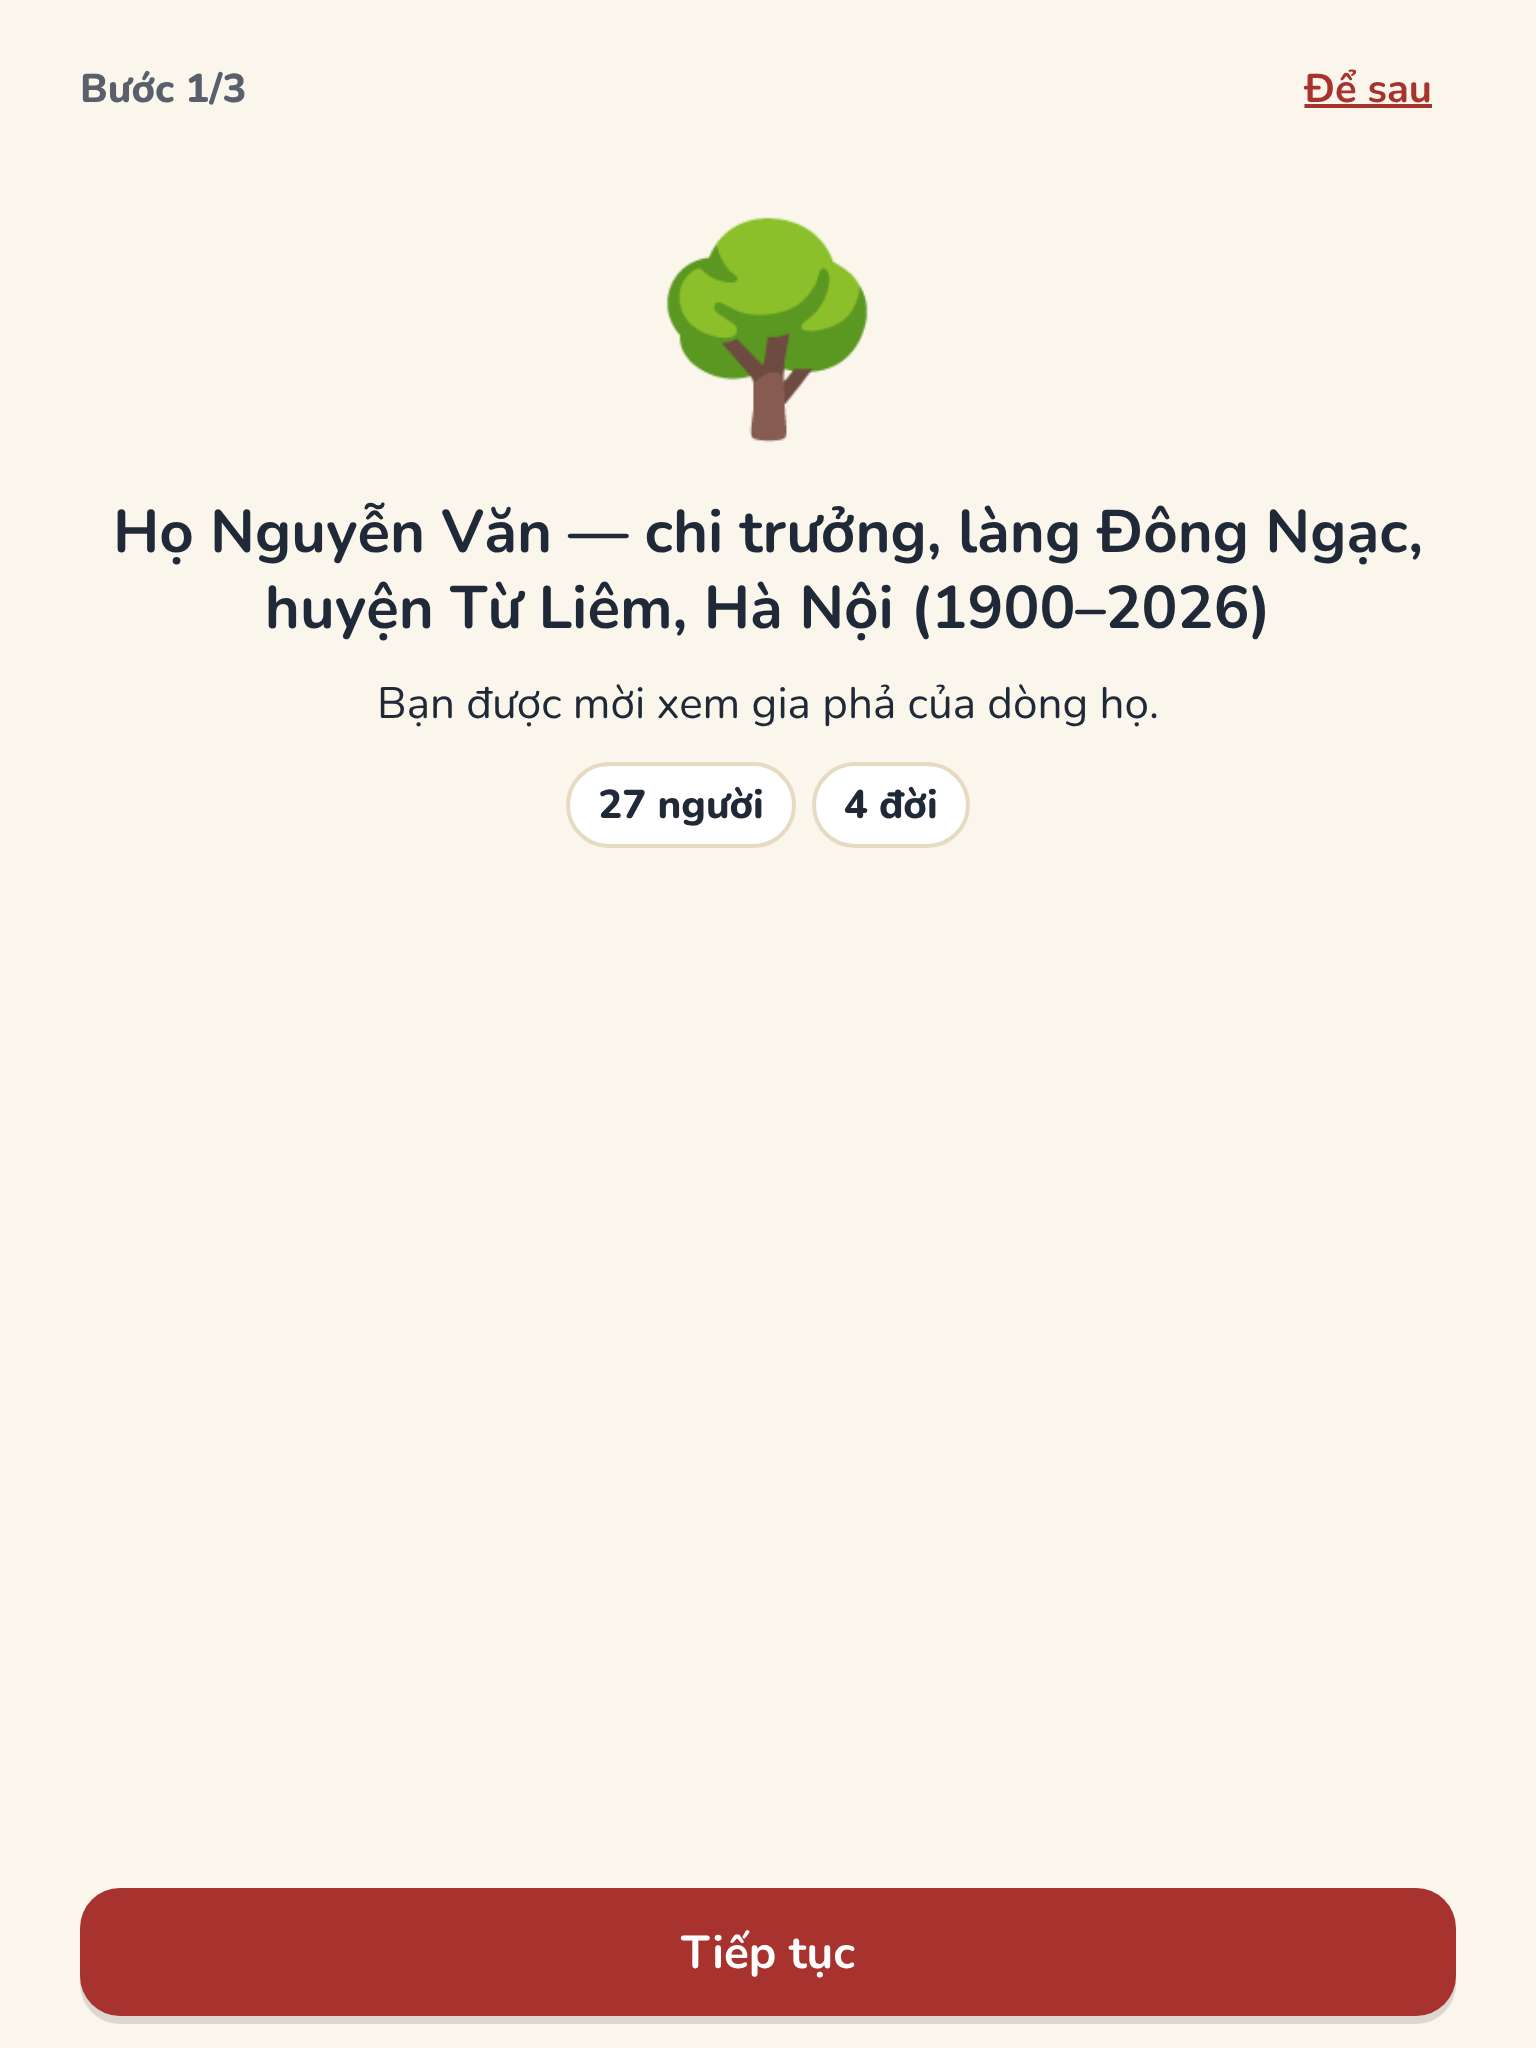 Bước 1/3
Để sau
Họ Nguyễn Văn — chi trưởng, làng Đông Ngạc,
huyện Từ Liêm, Hà Nội (1900–2026)
Bạn được mời xem gia phả của dòng họ.
27 người
4 đời
Tiếp tục